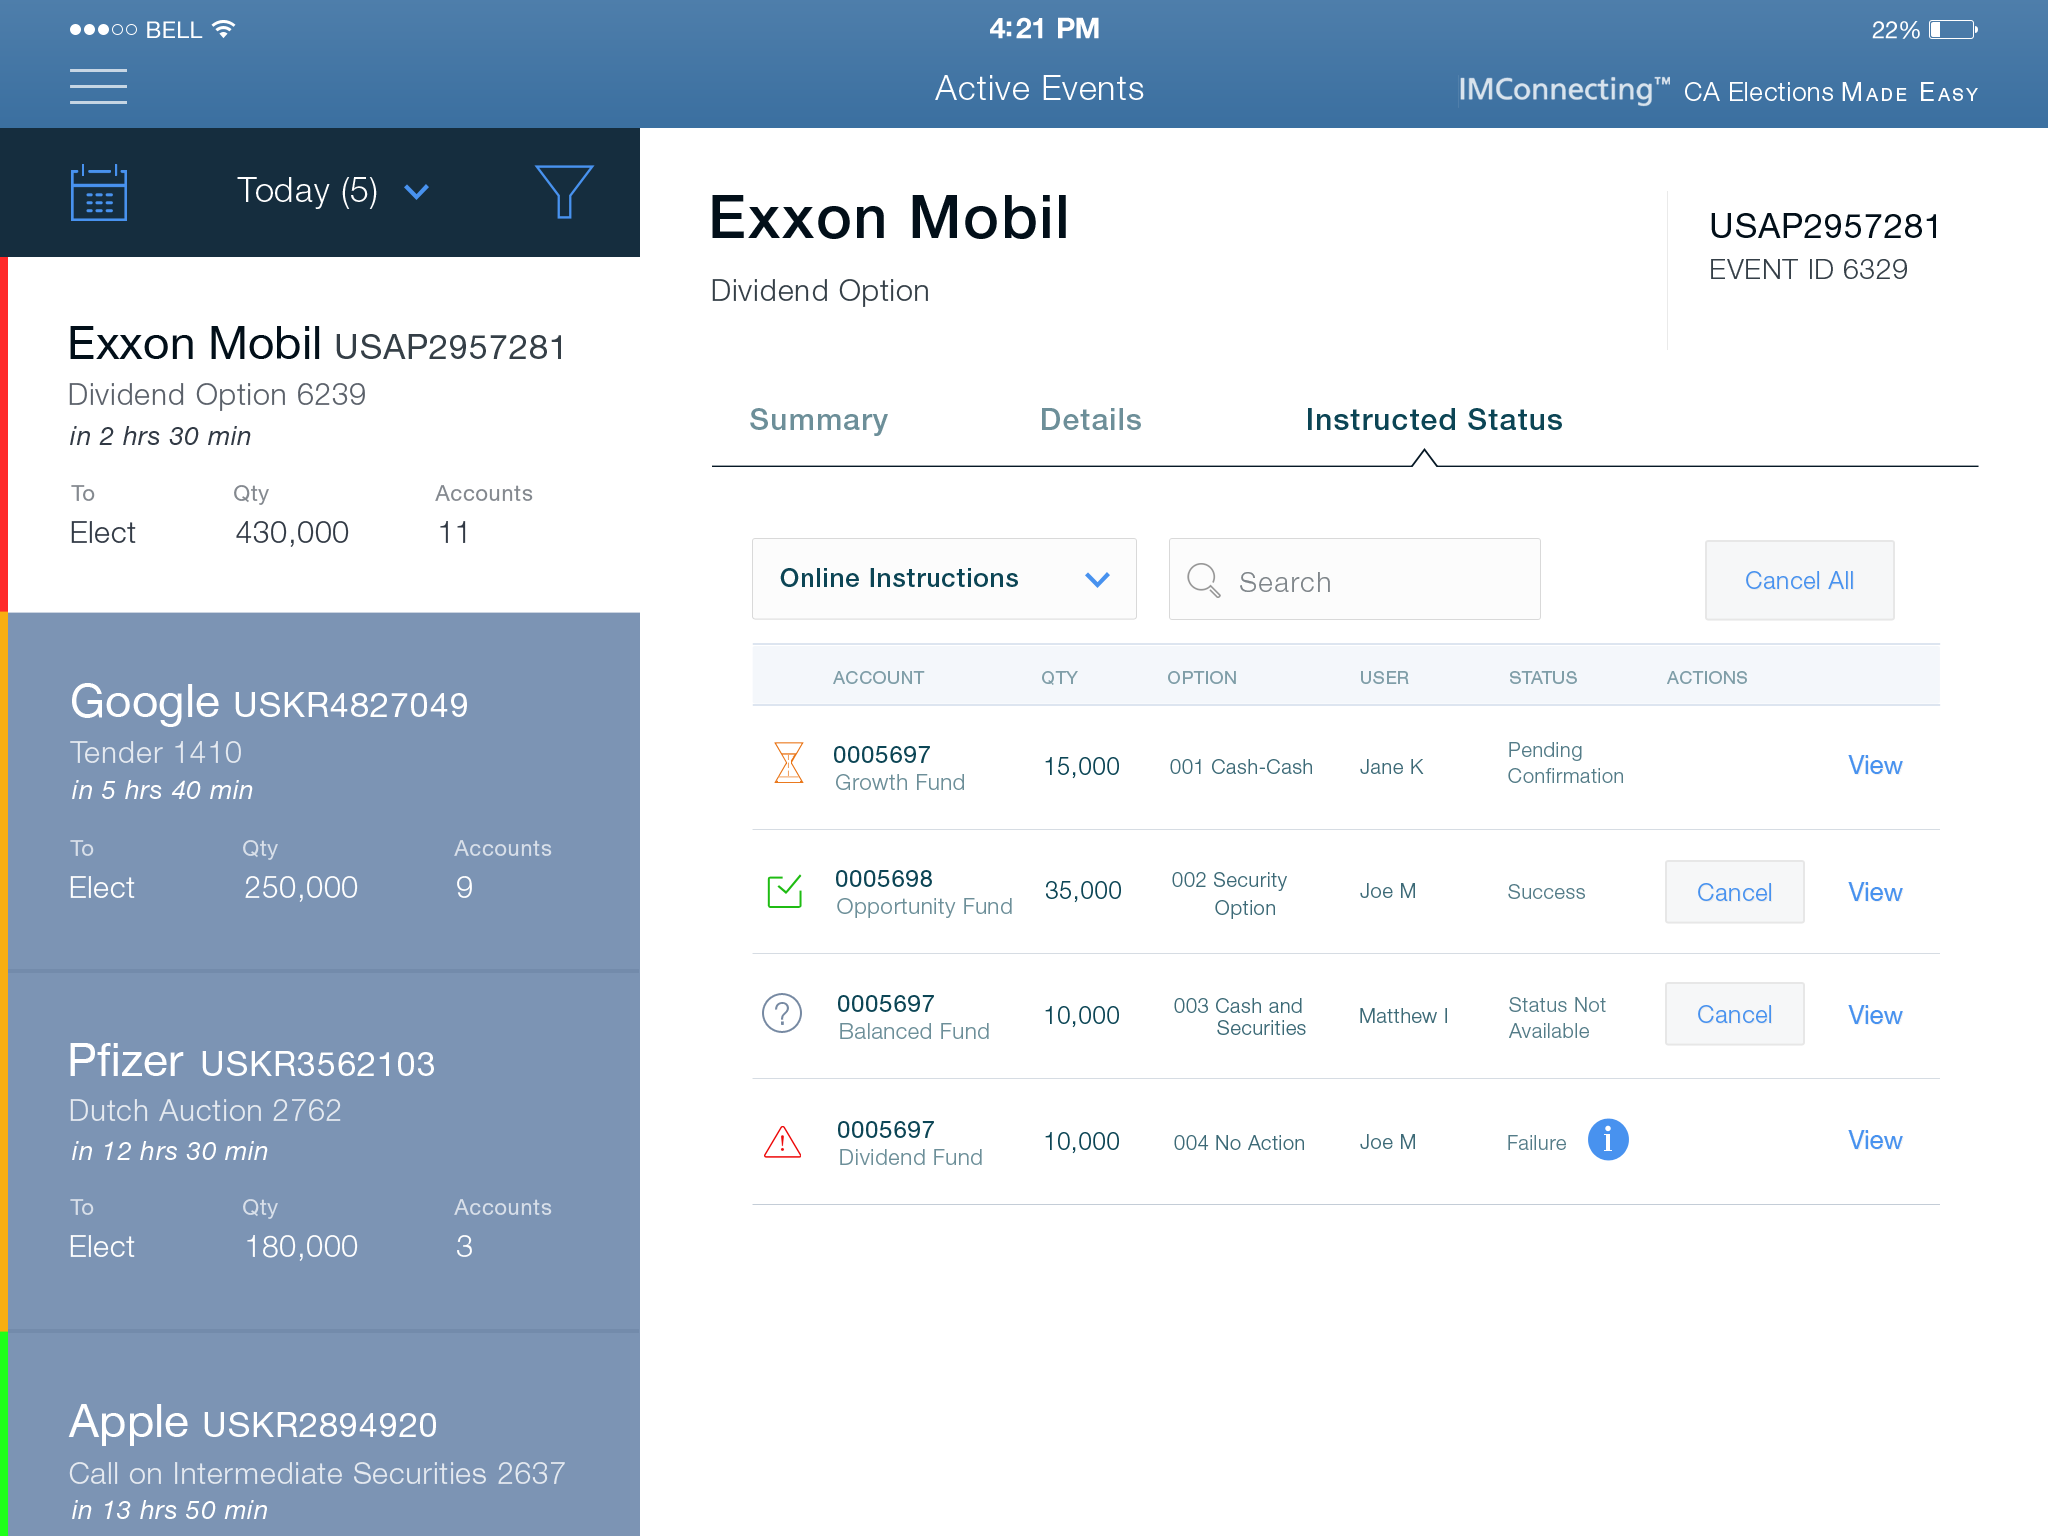 BELL
4:21 PM
22%
Active Events
IMConnecting™ CA Elections MADE EASY
Today (5)
Exxon Mobil USAP2957281
Dividend Option 6239
in 2 hrs 30 min
To Qty Accounts
Elect 430,000 11
Google USKR4827049
Tender 1410
in 5 hrs 40 min
To Qty Accounts
Elect 250,000 9
Pfizer USKR3562103
Dutch Auction 2762
in 12 hrs 30 min
To Qty Accounts
Elect 180,000 3
Apple USKR2894920
Call on Intermediate Securities 2637
in 13 hrs 50 min
Exxon Mobil
Dividend Option
USAP2957281
EVENT ID 6329
Summary Details Instructed Status
Online Instructions
Search
Cancel All
ACCOUNT QTY OPTION USER STATUS ACTIONS
0005697
Growth Fund
15,000
001 Cash-Cash
Jane K
Pending
Confirmation
View
0005698
Opportunity Fund
35,000
002 Security
Option
Joe M
Success
Cancel
View
?
0005697
Balanced Fund
10,000
003 Cash and
Securities
Matthew I
Status Not
Available
Cancel
View
!
0005697
Dividend Fund
10,000
004 No Action
Joe M
Failure
i
View